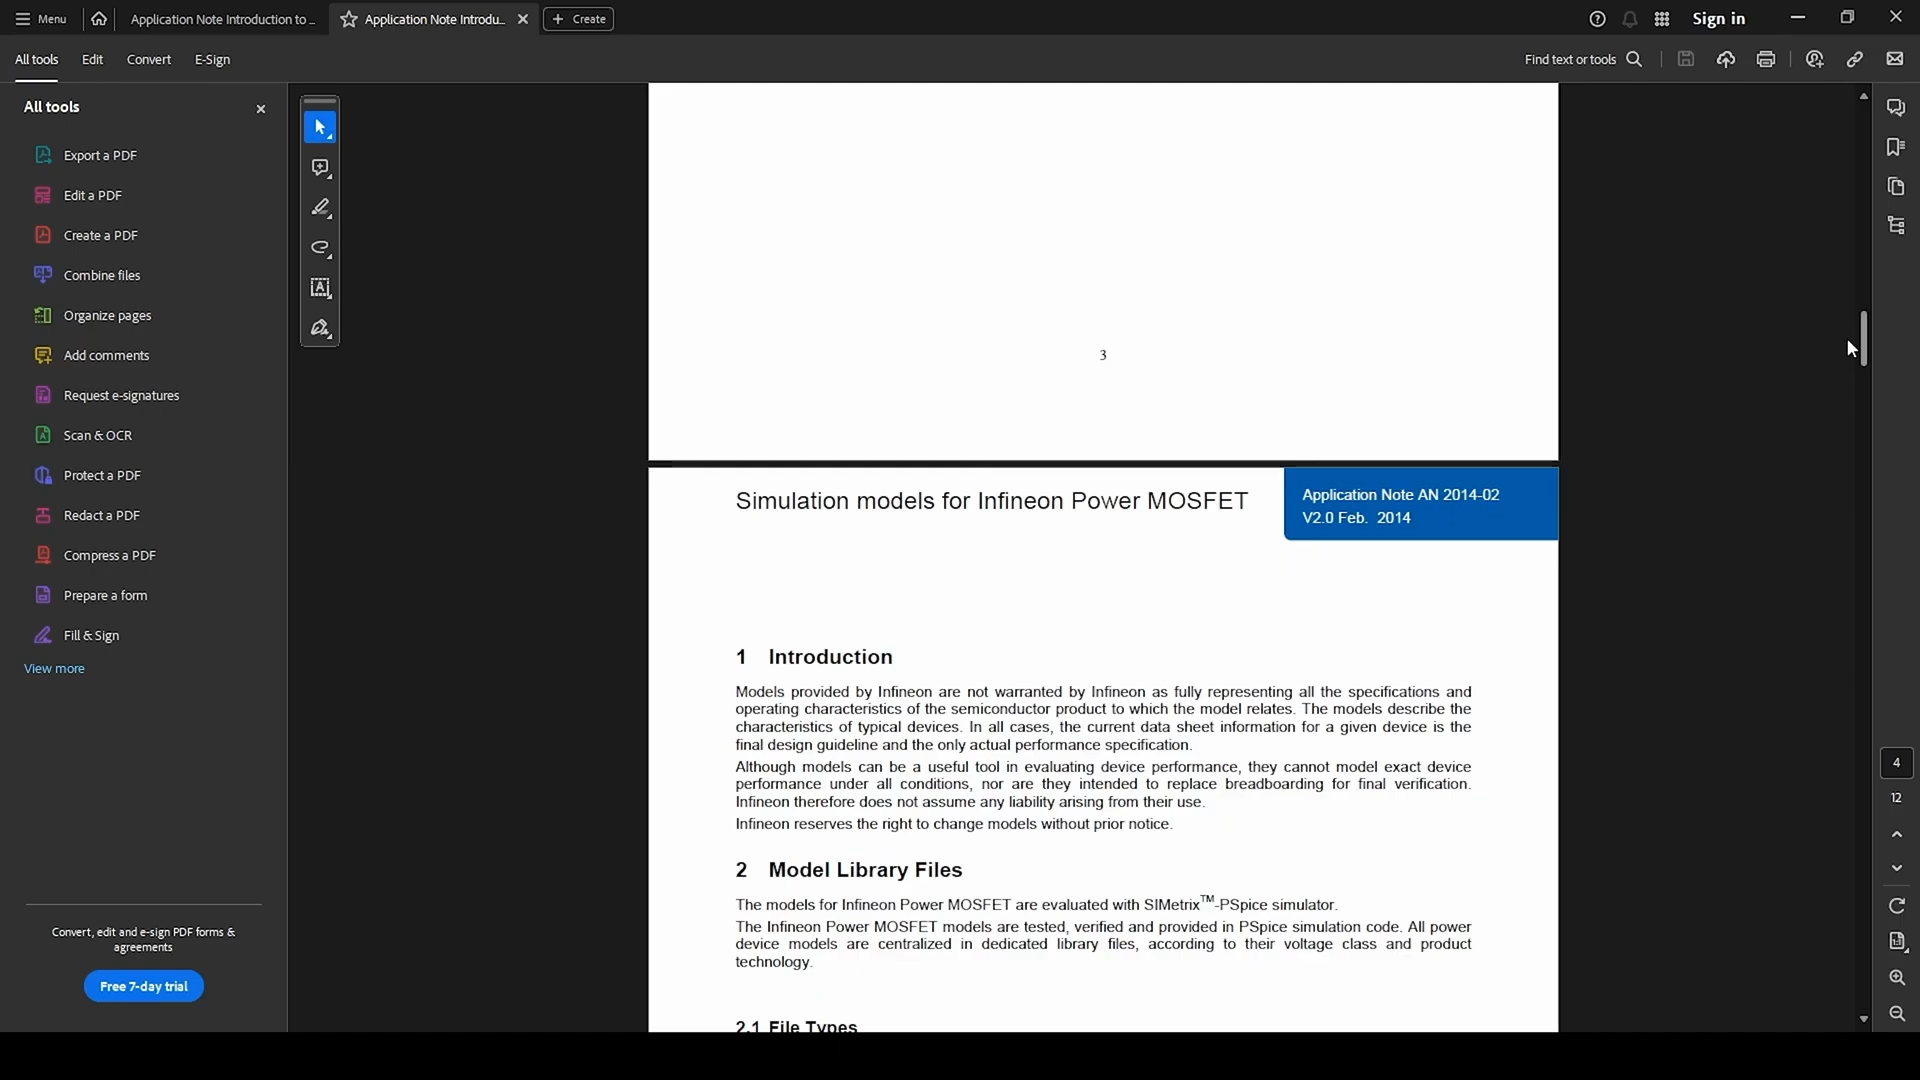 Menu
Application Note Introduction to ...
Application Note Introdu...
Create
Sign in
All tools
Edit
Convert
E-Sign
Find text or tools
All tools
Export a PDF
Edit a PDF
Create a PDF
Combine files
Organize pages
Add comments
Request e-signatures
Scan & OCR
Protect a PDF
Redact a PDF
Compress a PDF
Prepare a form
Fill & Sign
View more
Convert, edit and e-sign PDF forms &
agreements
Free 7-day trial
3
Simulation models for Infineon Power MOSFET
Application Note AN 2014-02
V2.0 Feb. 2014
1 Introduction
Models provided by Infineon are not warranted by Infineon as fully representing all the specifications and
operating characteristics of the semiconductor product to which the model relates. The models describe the
characteristics of typical devices. In all cases, the current data sheet information for a given device is the
final design guideline and the only actual performance specification.
Although models can be a useful tool in evaluating device performance, they cannot model exact device
performance under all conditions, nor are they intended to replace breadboarding for final verification.
Infineon therefore does not assume any liability arising from their use.
Infineon reserves the right to change models without prior notice.
2 Model Library Files
The models for Infineon Power MOSFET are evaluated with SIMetrix™-PSpice simulator.
The Infineon Power MOSFET models are tested, verified and provided in PSpice simulation code. All power
device models are centralized in dedicated library files, according to their voltage class and product
technology.
2.1 File Types
4
12